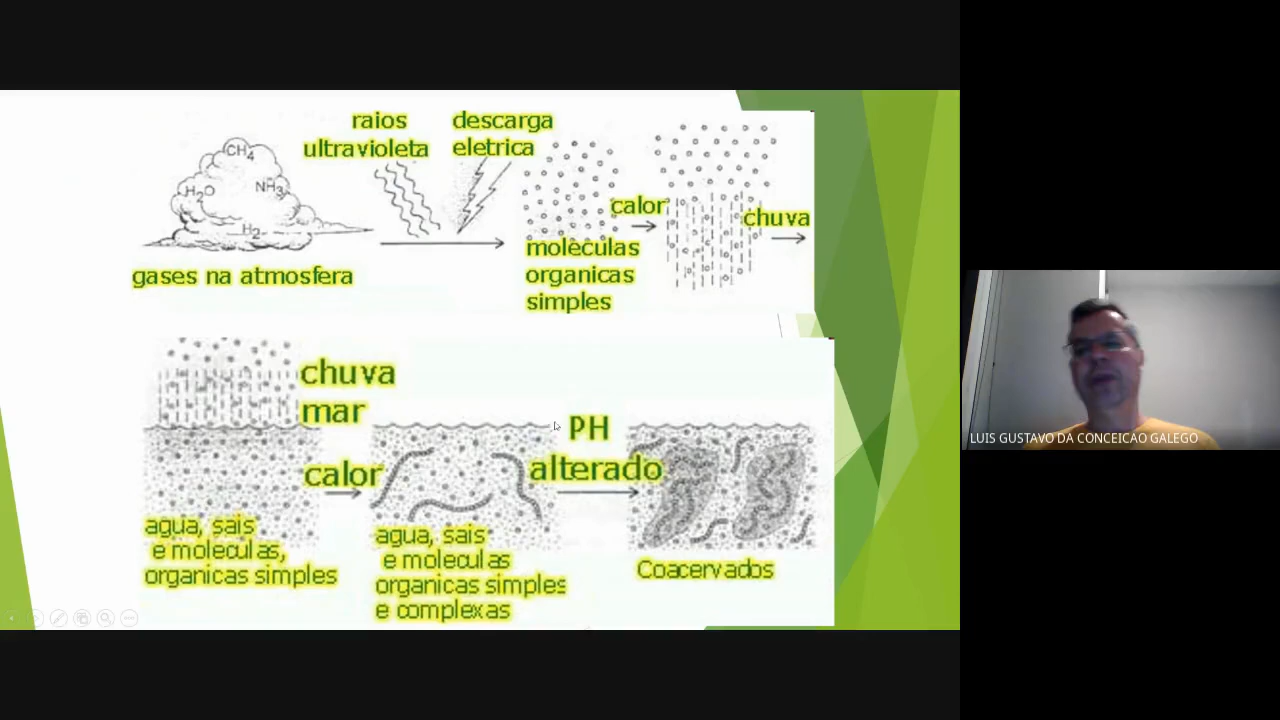 raios
ultravioleta
descarga
eletrica
CH4
H2O
NH3
H2
gases na atmosfera
moleculas
organicas
simples
calor
chuva
chuva
mar
calor
agua, sais
e moleculas,
organicas simples
agua, sais
e moleculas
organicas simples
e complexas
PH
alterado
Coacervados
LUIS GUSTAVO DA CONCEICAO GALEGO